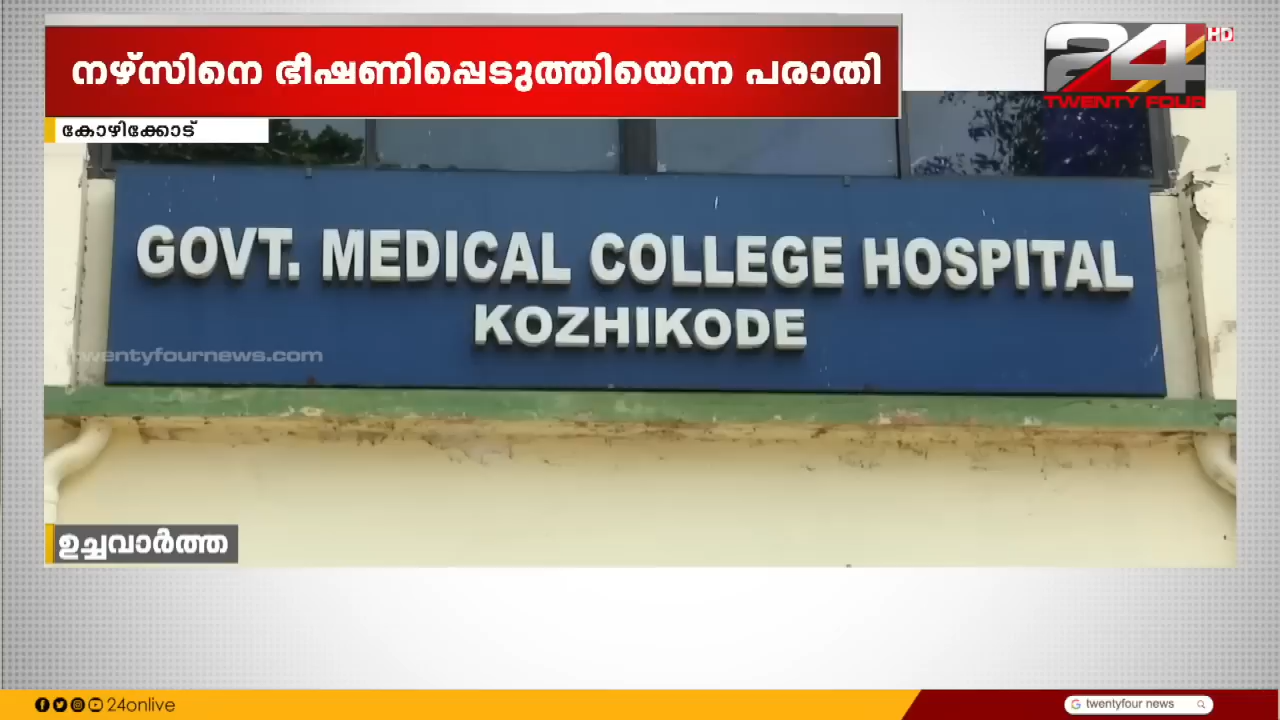 നഴ്സിനെ ഭീഷണിപ്പെടുത്തിയെന്ന പരാതി
24 HD
TWENTY FOUR
കോഴിക്കോട്
GOVT. MEDICAL COLLEGE HOSPITAL
KOZHIKODE
twentyfournews.com
ഉച്ചവാർത്ത
24onlive
twentyfour news